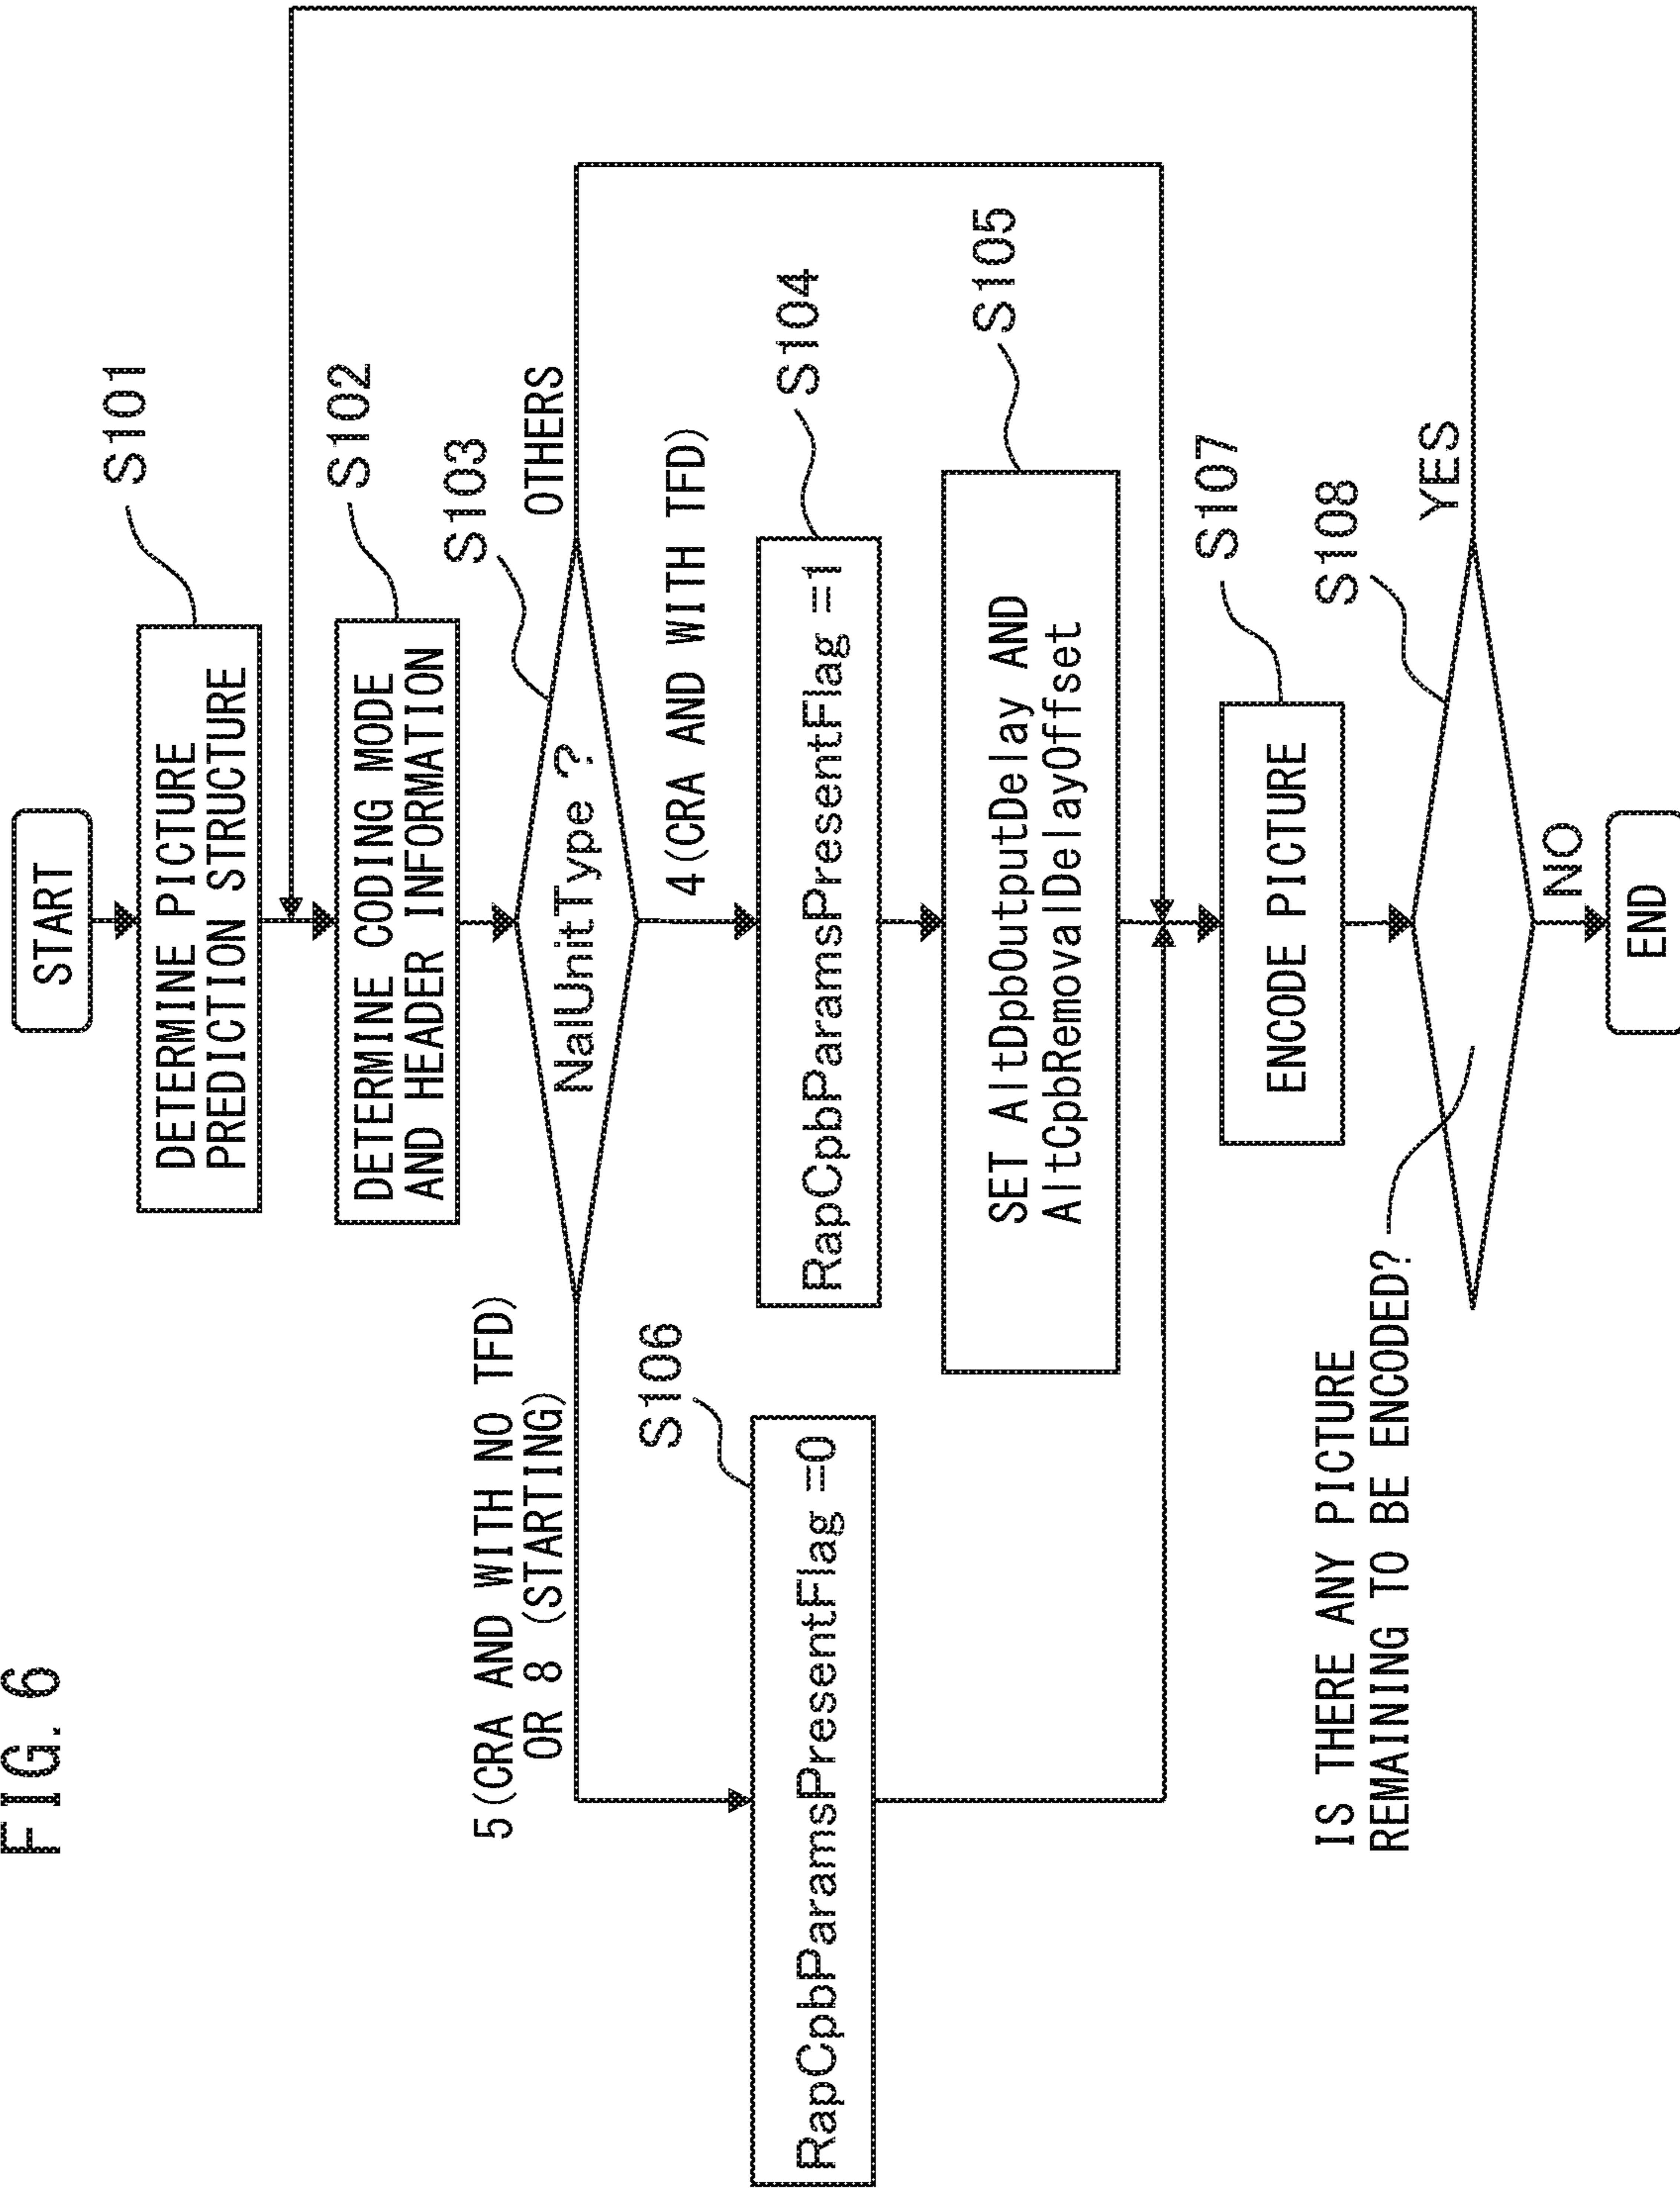 FIG. 6
START
DETERMINE PICTURE
PREDICTION STRUCTURE
S101
DETERMINE CODING MODE
AND HEADER INFORMATION
S102
NalUnitType ?
S103
OTHERS
5(CRA AND WITH NO TFD)
OR 8 (STARTING)
4(CRA AND WITH TFD)
S106
RapCpbParamsPresentFlag =0
RapCpbParamsPresentFlag =1
S104
SET AltDpbOutputDelay AND
AltCpbRemovalDelayOffset
S105
ENCODE PICTURE
S107
IS THERE ANY PICTURE
REMAINING TO BE ENCODED?
S108
YES
NO
END